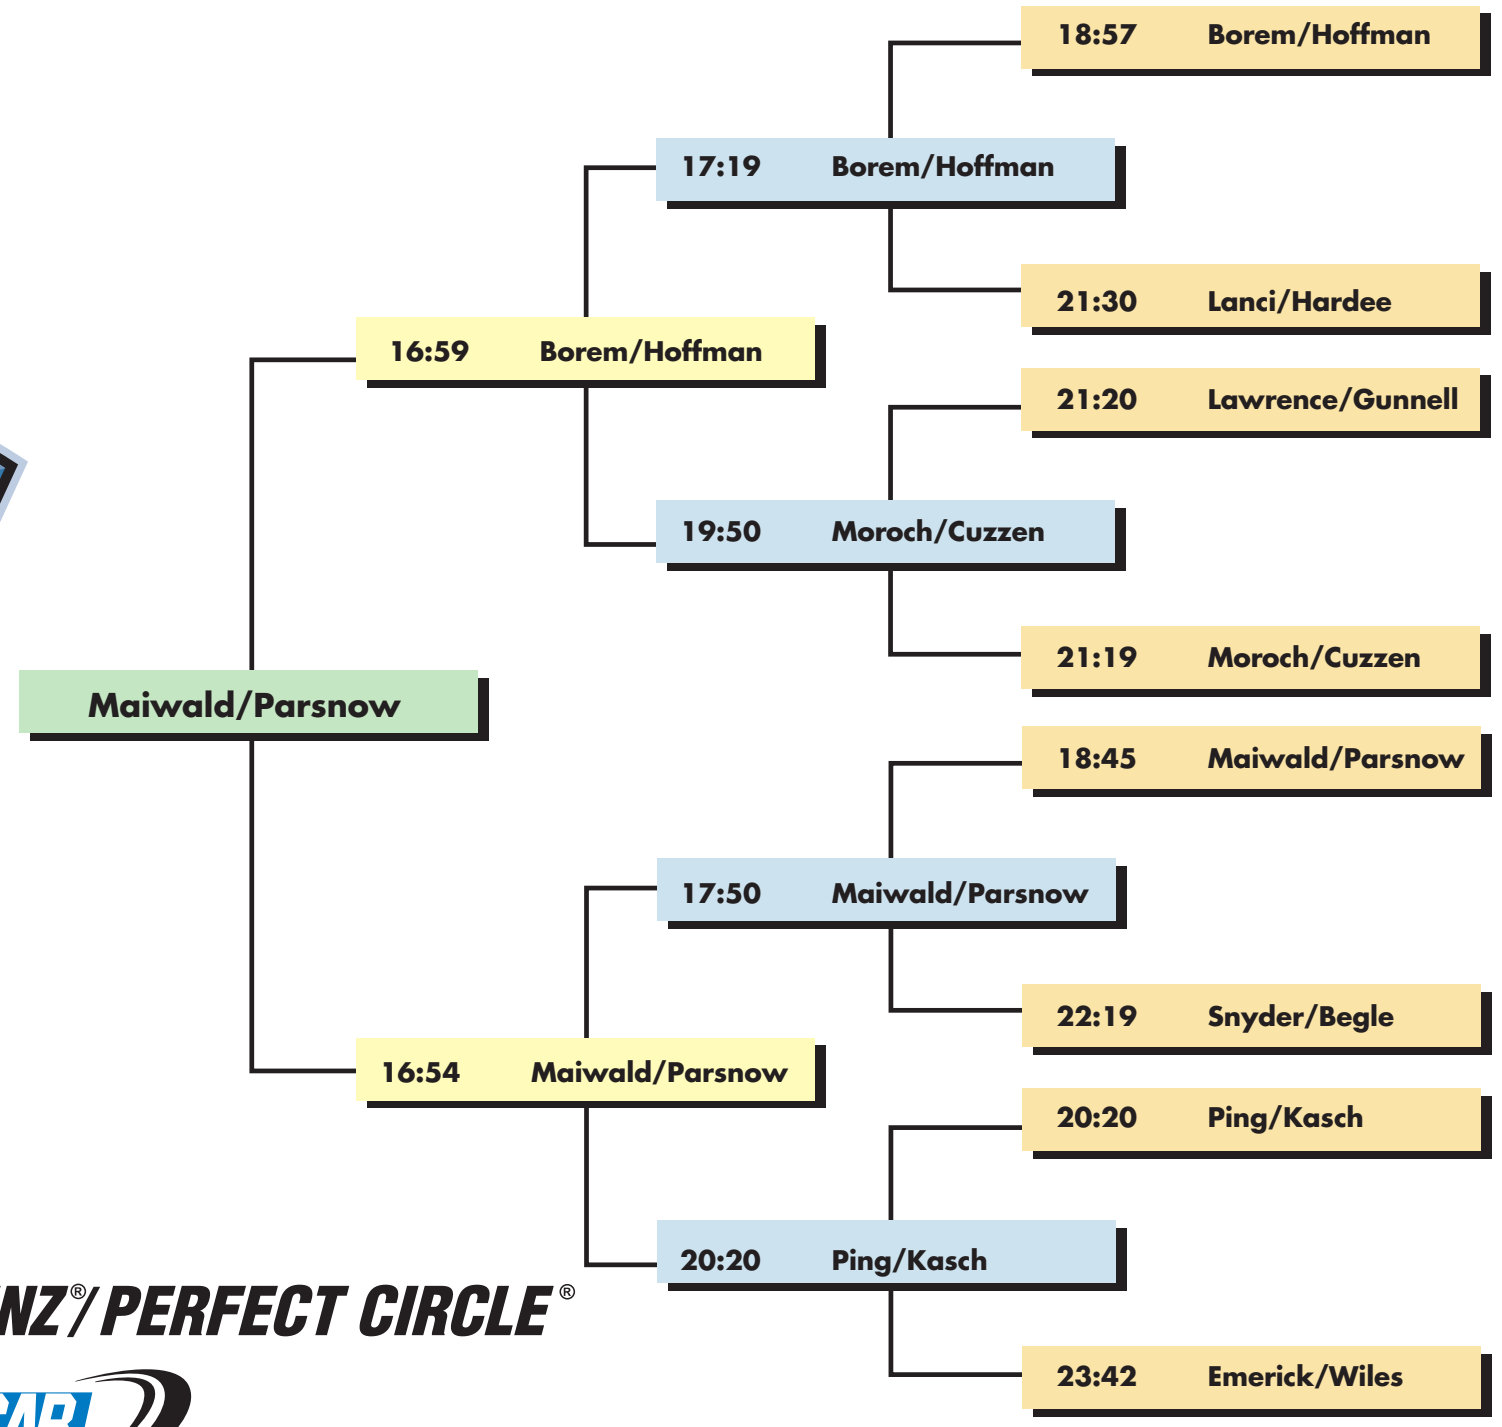 18:57 Borem/Hoffman
17:19 Borem/Hoffman
21:30 Lanci/Hardee
16:59 Borem/Hoffman
21:20 Lawrence/Gunnell
19:50 Moroch/Cuzzen
21:19 Moroch/Cuzzen
Maiwald/Parsnow
18:45 Maiwald/Parsnow
17:50 Maiwald/Parsnow
22:19 Snyder/Begle
16:54 Maiwald/Parsnow
20:20 Ping/Kasch
20:20 Ping/Kasch
NZ®/PERFECT CIRCLE®
23:42 Emerick/Wiles